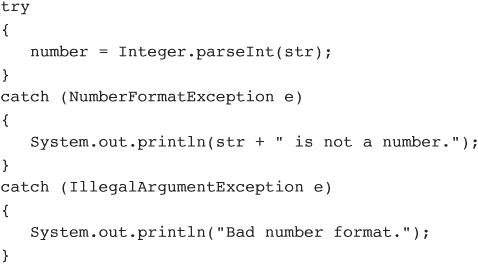 try
{
   number = Integer.parseInt(str);
}
catch (NumberFormatException e)
{
   System.out.println(str + " is not a number.");
}
catch (IllegalArgumentException e)
{
   System.out.println("Bad number format.");
}